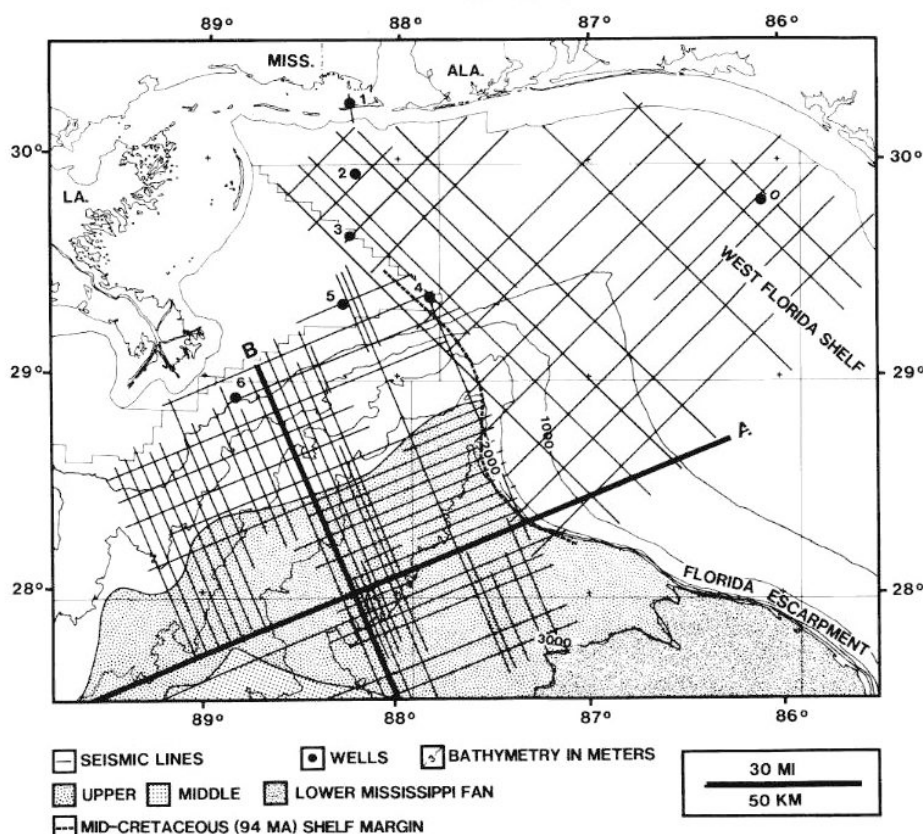 89° 88° 87° 86°
MISS.
ALA.
1
30° 30°
2
0
LA.
3
WEST FLORIDA SHELF
4
5
B
29° 29°
6
1000
A
2000
28° 28°
FLORIDA ESCARPMENT
3000
89° 88° 87° 86°
SEISMIC LINES WELLS BATHYMETRY IN METERS
UPPER MIDDLE LOWER MISSISSIPPI FAN
MID-CRETACEOUS (94 MA) SHELF MARGIN
30 MI
50 KM